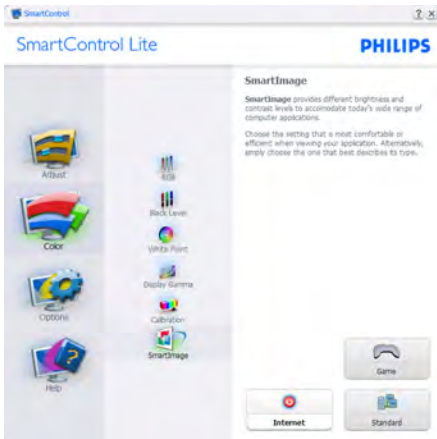 SmartControl
? ×
SmartControl Lite
PHILIPS
SmartImage
SmartImage provides different brightness and
contrast levels to accomodate today's wide range of
computer applications.
Choose the setting that is most comfortable or
efficient when viewing your application. Alternatively,
simply choose the one that best describes its type.
Adjust
Color
Options
Help
RGB
Black Level
White Point
Display Gamma
Calibration
SmartImage
Game
Internet
Standard